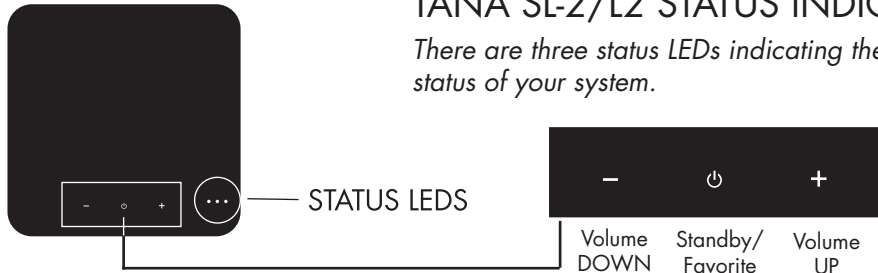 TANA SL-2/L2 STATUS
There are three status LEDs indicating the
status of your system.
STATUS LEDS
− +
− +
Volume DOWN
Standby/ Favorite
Volume UP